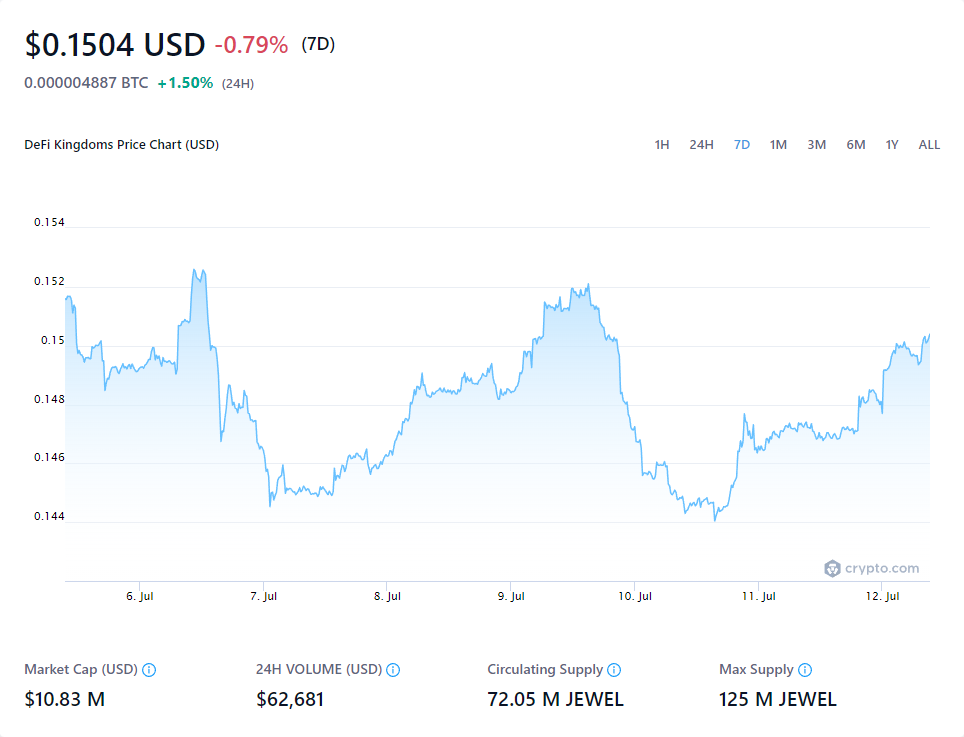 $0.1504 USD -0.79% (7D)
0.000004887 BTC +1.50% (24H)
DeFi Kingdoms Price Chart (USD) 1H 24H 7D 1M 3M 6M 1Y ALL
0.154
0.152
0.15
0.148
0.146
0.144
crypto.com
6. Jul 7. Jul 8. Jul 9. Jul 10. Jul 11. Jul 12. Jul
Market Cap (USD) 24H VOLUME (USD) Circulating Supply Max Supply
$10.83 M $62,681 72.05 M JEWEL 125 M JEWEL